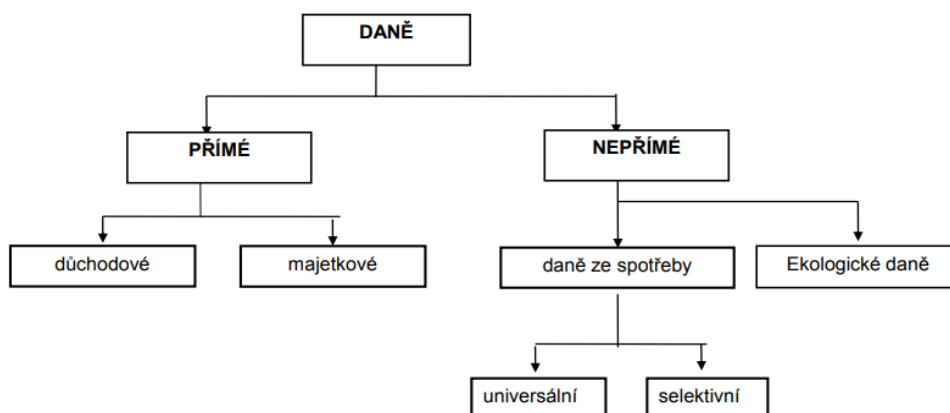 DANĚ
PŘÍMÉ
NEPŘÍMÉ
důchodové
majetkové
daně ze spotřeby
Ekologické daně
universální
selektivní